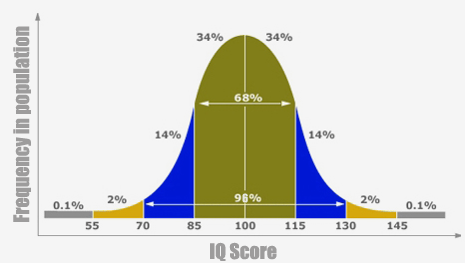 34% 34%
68%
14% 14%
Frequency in population
0.1% 2% 2% 0.1%
55 70 85 100 115 130 145
IQ Score